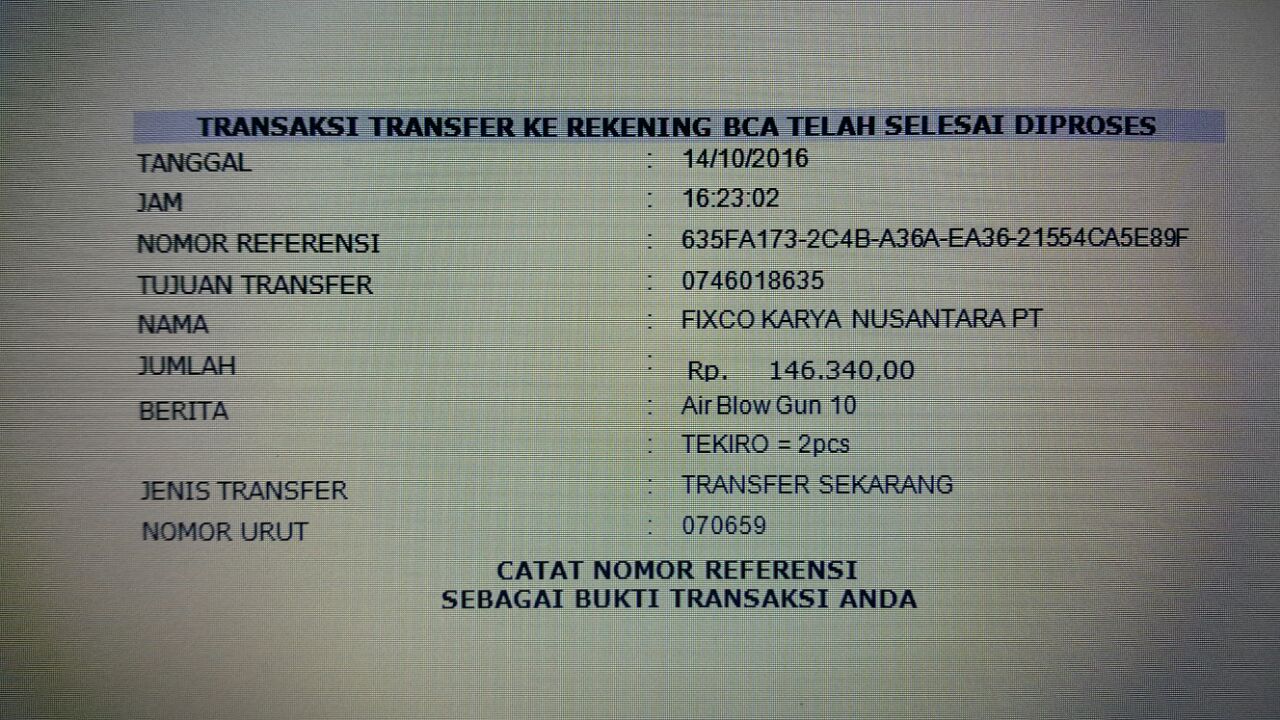 TRANSAKSI TRANSFER KE REKENING BCA TELAH SELESAI DIPROSES
TANGGAL : 14/10/2016
JAM : 16:23:02
NOMOR REFERENSI : 635FA173-2C4B-A36A-EA36-21554CA5E89F
TUJUAN TRANSFER : 0746018635
NAMA : FIXCO KARYA NUSANTARA PT
JUMLAH : Rp. 146.340,00
BERITA : Air Blow Gun 10
: TEKIRO = 2pcs
JENIS TRANSFER : TRANSFER SEKARANG
NOMOR URUT : 070659
CATAT NOMOR REFERENSI
SEBAGAI BUKTI TRANSAKSI ANDA